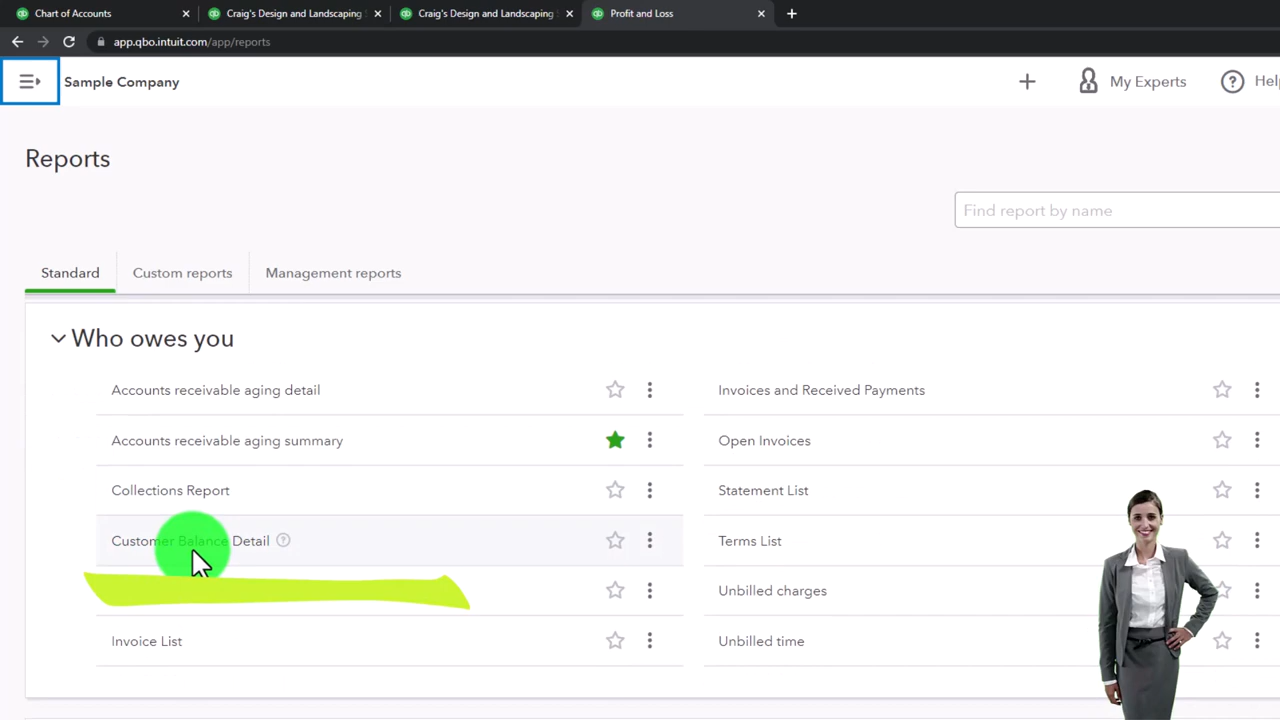 Chart of Accounts
Craig's Design and Landscaping
Craig's Design and Landscaping
Profit and Loss
app.qbo.intuit.com/app/reports
Sample Company
My Experts
Hel
Reports
Find report by name
Standard
Custom reports
Management reports
Who owes you
Accounts receivable aging detail
Invoices and Received Payments
Accounts receivable aging summary
Open Invoices
Collections Report
Statement List
Customer Balance Detail
Terms List
Unbilled charges
Invoice List
Unbilled time